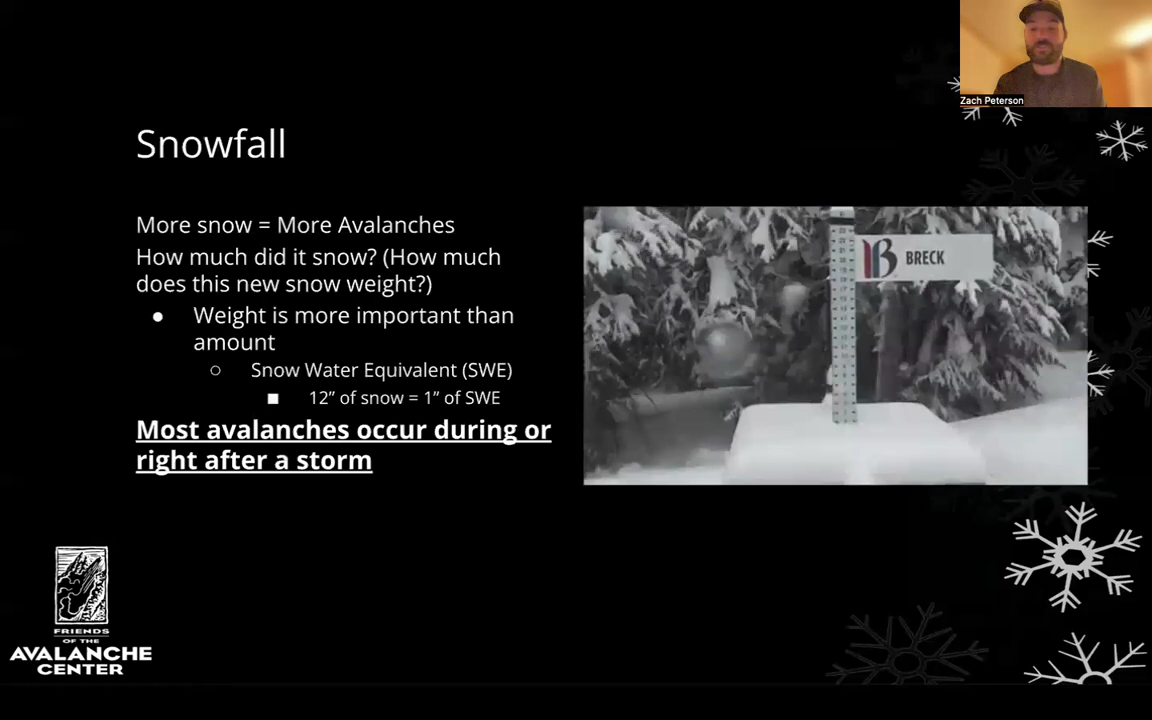 Zach Peterson
Snowfall
More snow = More Avalanches
How much did it snow? (How much
does this new snow weight?)
● Weight is more important than
amount
○ Snow Water Equivalent (SWE)
■ 12” of snow = 1” of SWE
Most avalanches occur during or
right after a storm
BRECK
FRIENDS
OF THE
AVALANCHE
CENTER